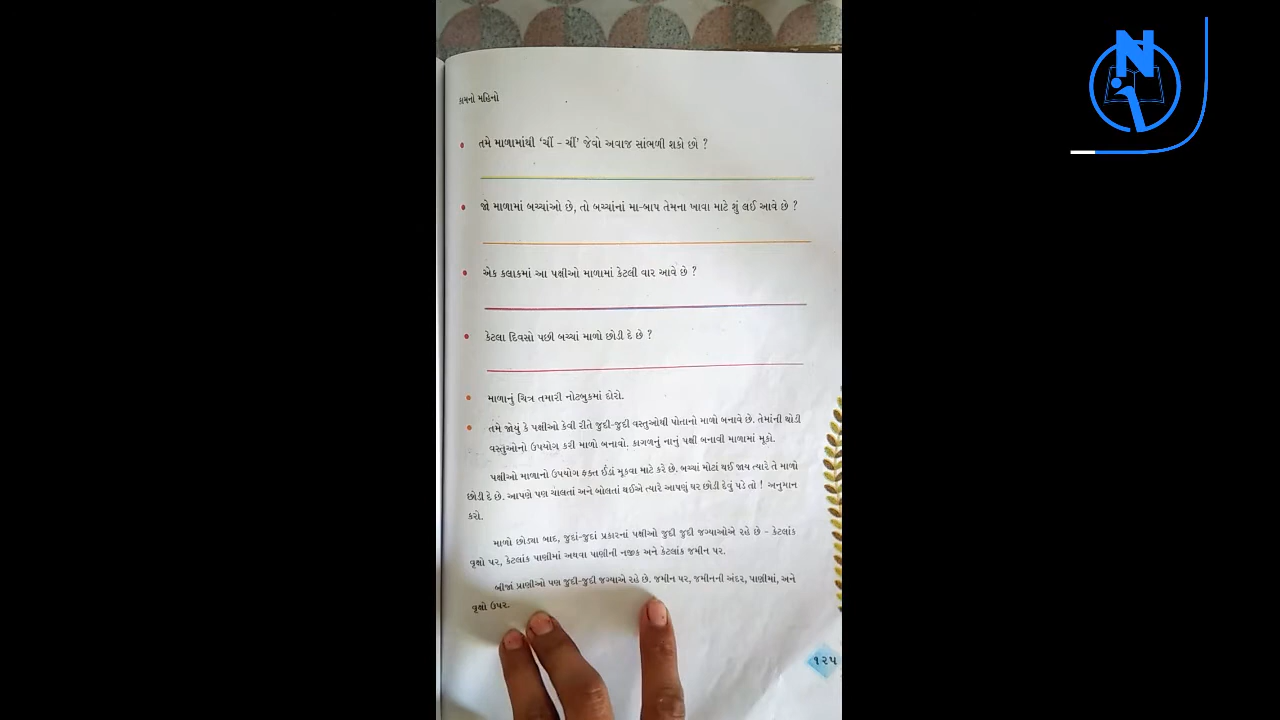 કામનો મહિનો
• તમે માળામાંથી ‘ચીં – ચીં’ જેવો અવાજ સાંભળી શકો છો ?
• જો માળામાં બચ્ચાંઓ છે, તો બચ્ચાંનાં મા-બાપ તેમના ખાવા માટે શું લઈ આવે છે ?
• એક કલાકમાં આ પક્ષીઓ માળામાં કેટલી વાર આવે છે ?
• કેટલા દિવસો પછી બચ્ચાં માળો છોડી દે છે ?
• માળાનું ચિત્ર તમારી નોટબુકમાં દોરો.
• તમે જોયું કે પક્ષીઓ કેવી રીતે જુદી-જુદી વસ્તુઓથી પોતાનો માળો બનાવે છે. તેમાંની થોડી
વસ્તુઓનો ઉપયોગ કરી માળો બનાવો. કાગળનું નાનું પક્ષી બનાવી માળામાં મૂકો.
પક્ષીઓ માળાનો ઉપયોગ ફક્ત ઈંડાં મૂકવા માટે કરે છે. બચ્ચાં મોટાં થઈ જાય ત્યારે તે માળો
છોડી દે છે. આપણે પણ ચાલતાં અને બોલતાં થઈએ ત્યારે આપણું ઘર છોડી દેવું પડે તો ! અનુમાન
કરો.
માળો છોડ્યા બાદ, જુદાં-જુદાં પ્રકારનાં પક્ષીઓ જુદી જુદી જગ્યાઓએ રહે છે – કેટલાંક
વૃક્ષો પર, કેટલાંક પાણીમાં અથવા પાણીની નજીક અને કેટલાંક જમીન પર.
બીજાં પ્રાણીઓ પણ જુદી-જુદી જગ્યાએ રહે છે. જમીન પર, જમીનની અંદર, પાણીમાં, અને
વૃક્ષો ઉપર.
૧૨૫